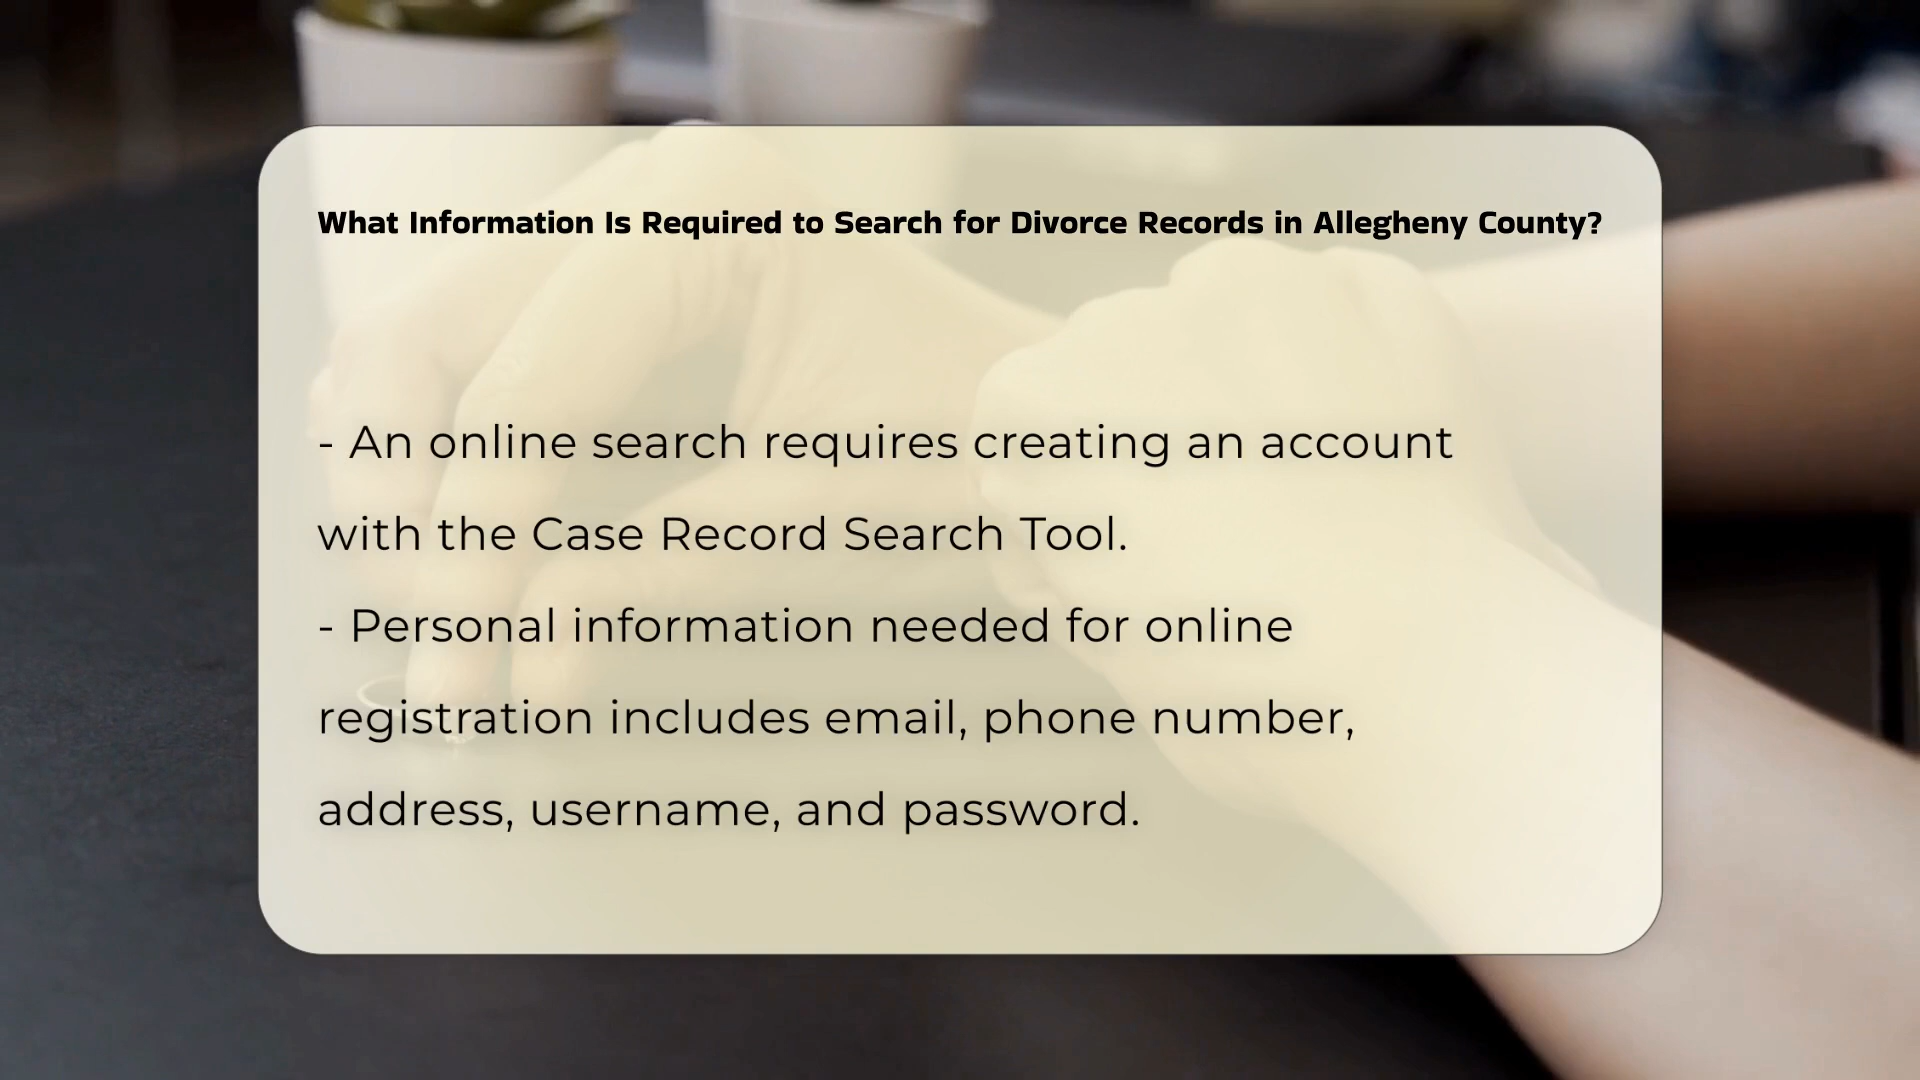 What Information Is Required to Search for Divorce Records in Allegheny County?
- An online search requires creating an account
with the Case Record Search Tool.
- Personal information needed for online
registration includes email, phone number,
address, username, and password.